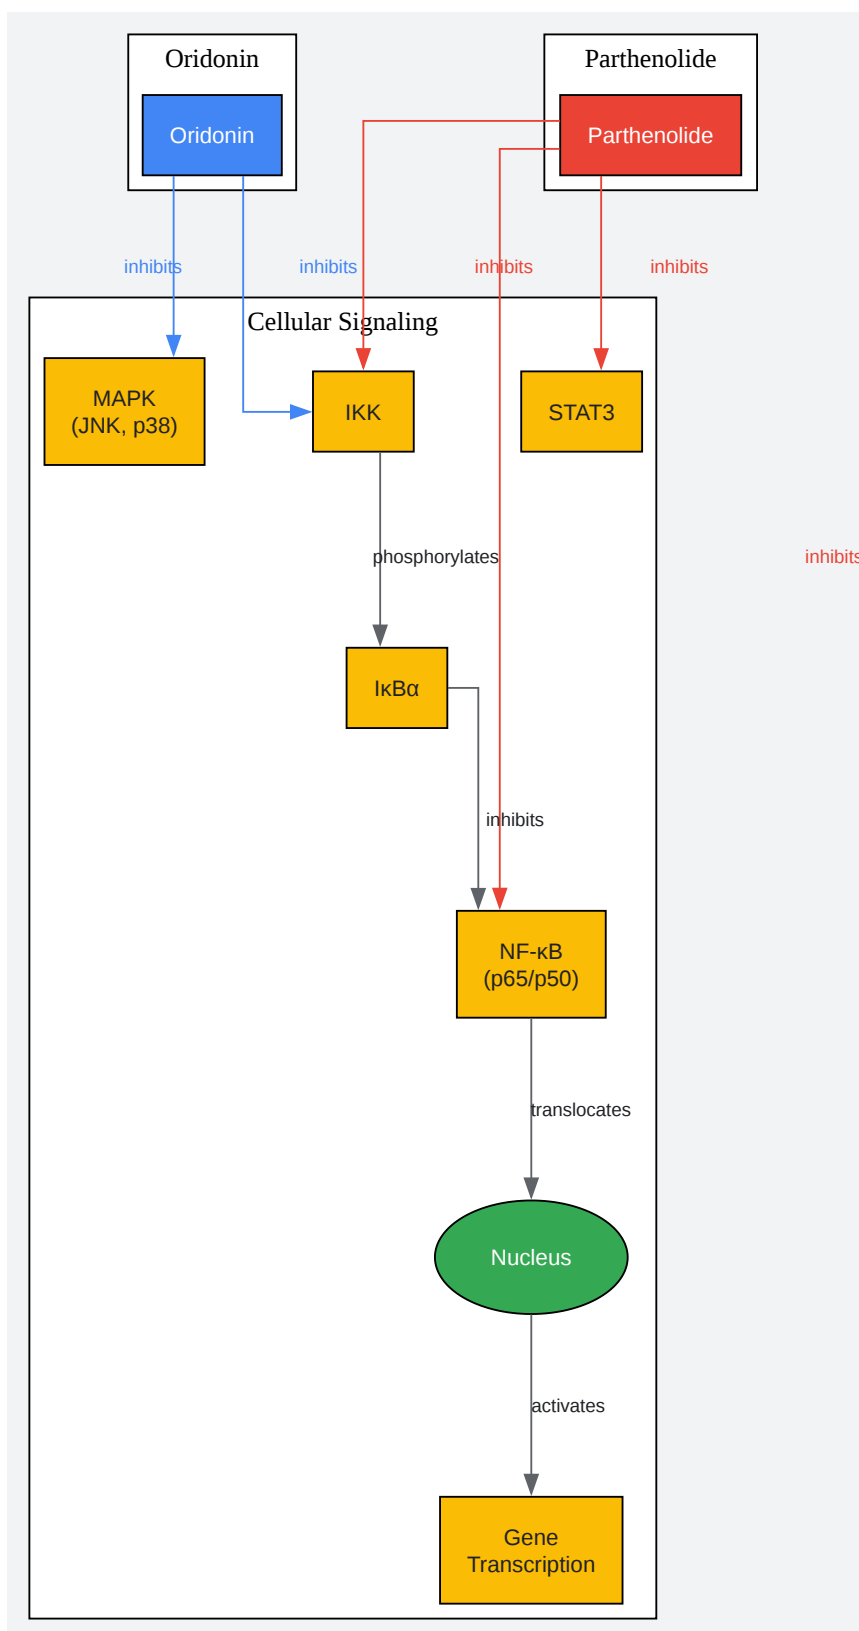 Oridonin
Parthenolide
Oridonin
Parthenolide
inhibits
inhibits
inhibits
inhibits
Cellular Signaling
MAPK
(JNK, p38)
IKK
STAT3
phosphorylates
inhibits
IκBα
inhibits
NF-κB
(p65/p50)
translocates
Nucleus
activates
Gene
Transcription